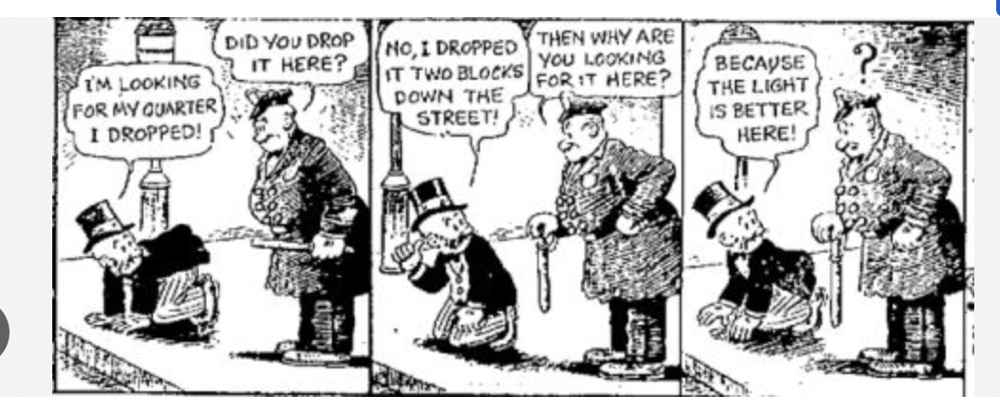 I'M LOOKING
FOR MY QUARTER
I DROPPED!
DID YOU DROP
IT HERE?
NO, I DROPPED
IT TWO BLOCKS
DOWN THE
STREET!
THEN WHY ARE
YOU LOOKING
FOR IT HERE?
BECAUSE
THE LIGHT
IS BETTER
HERE!
?